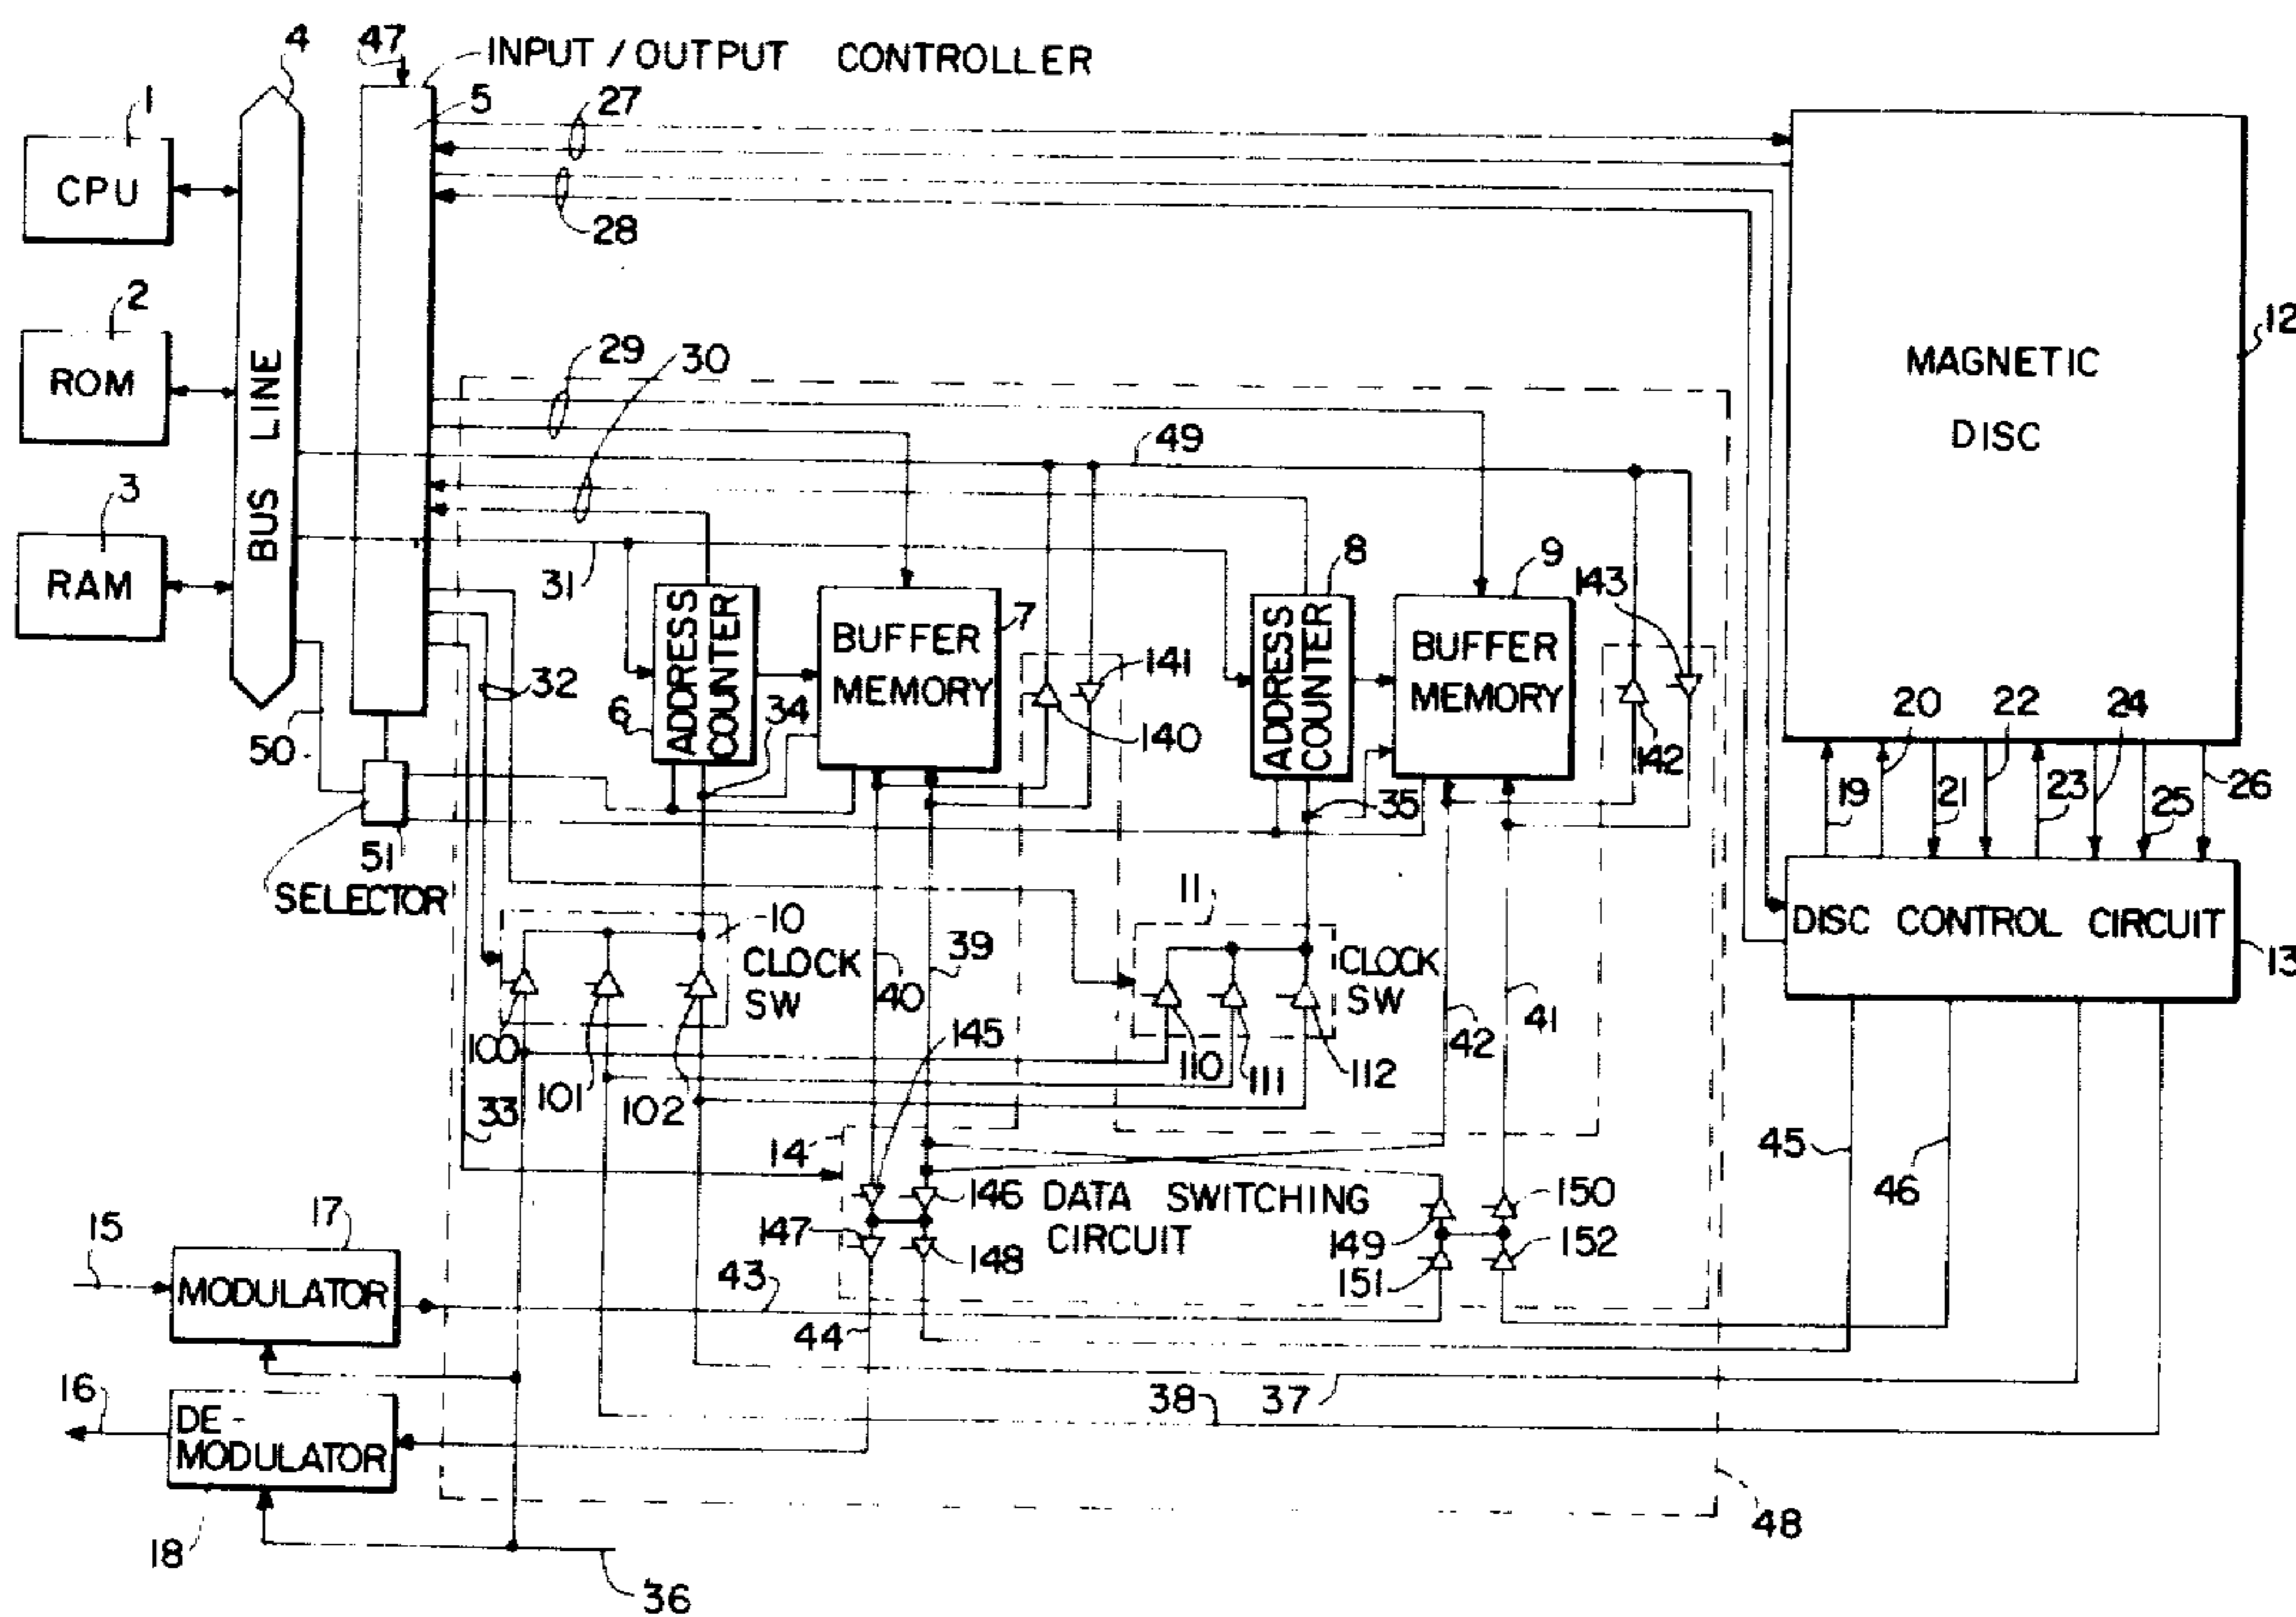 47
INPUT / OUTPUT CONTROLLER
4
5
27
1
CPU
28
2
ROM
12
MAGNETIC
DISC
29
30
49
BUS LINE
3
RAM
31
8
9
143
32
6
ADDRESS
COUNTER
34
BUFFER
MEMORY
7
141
140
ADDRESS
COUNTER
BUFFER
MEMORY
142
20
22
24
19
21
23
25
26
50
51
SELECTOR
35
10
CLOCK
SW
11
CLOCK
SW
39
40
42
41
DISC CONTROL CIRCUIT
13
100
101
102
145
110
111
112
33
14
45
46
146
DATA SWITCHING
CIRCUIT
150
147
148
149
152
151
15
17
MODULATOR
43
44
16
DE-
MODULATOR
38
37
18
48
36